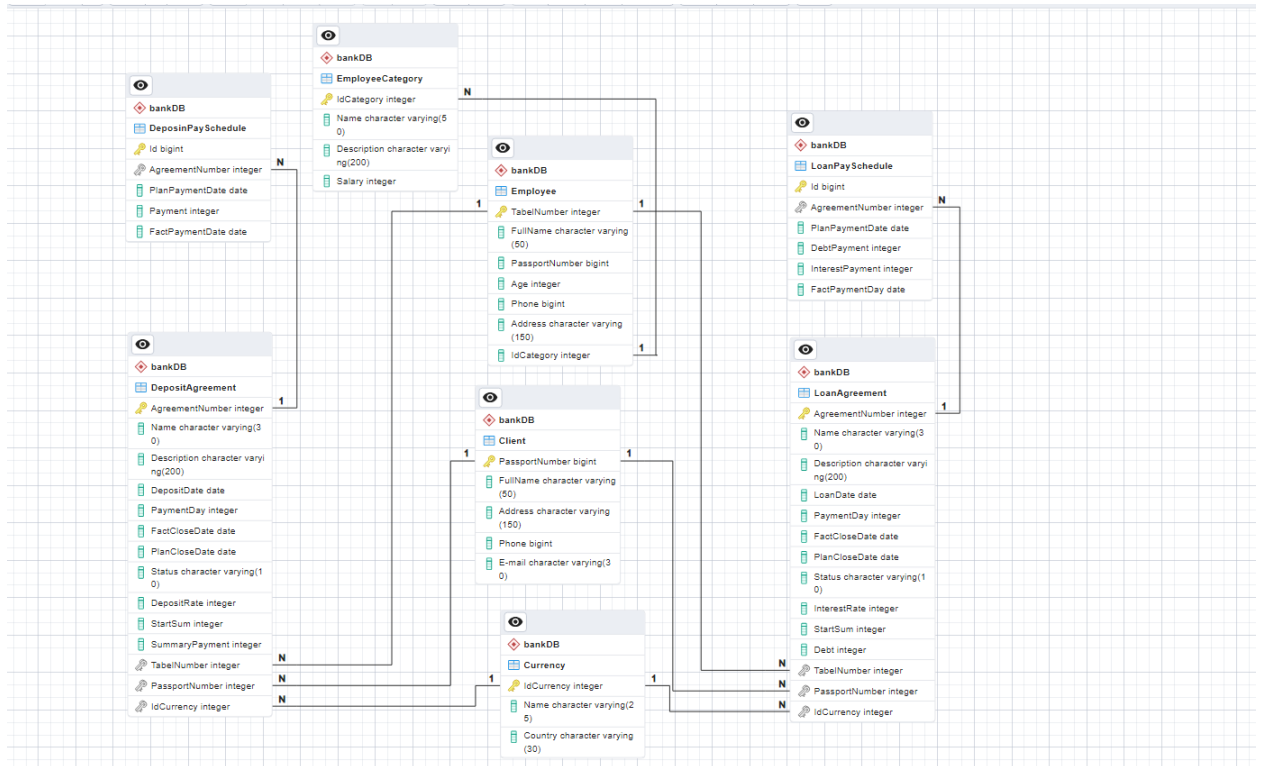 bankDB
EmployeeCategory
IdCategory integer
Name character varying(5
0)
Description character varyi
ng(200)
Salary integer
N
bankDB
DeposinPaySchedule
Id bigint
AgreementNumber integer
PlanPaymentDate date
Payment integer
FactPaymentDate date
N
bankDB
Employee
TabelNumber integer
FullName character varying
(50)
PassportNumber bigint
Age integer
Phone bigint
Address character varying
(150)
IdCategory integer
1
1
1
bankDB
LoanPaySchedule
Id bigint
AgreementNumber integer
PlanPaymentDate date
DebtPayment integer
InterestPayment integer
FactPaymentDay date
N
bankDB
DepositAgreement
AgreementNumber integer
Name character varying(3
0)
Description character varyi
ng(200)
DepositDate date
PaymentDay integer
FactCloseDate date
PlanCloseDate date
Status character varying(1
0)
DepositRate integer
StartSum integer
SummaryPayment integer
TabelNumber integer
PassportNumber integer
IdCurrency integer
1
N
N
N
bankDB
Client
PassportNumber bigint
FullName character varying
(50)
Address character varying
(150)
Phone bigint
E-mail character varying(3
0)
1
1
bankDB
Currency
IdCurrency integer
Name character varying(2
5)
Country character varying
(30)
1
1
bankDB
LoanAgreement
AgreementNumber integer
Name character varying(3
0)
Description character varyi
ng(200)
LoanDate date
PaymentDay integer
FactCloseDate date
PlanCloseDate date
Status character varying(1
0)
InterestRate integer
StartSum integer
Debt integer
TabelNumber integer
PassportNumber integer
IdCurrency integer
1
N
N
N